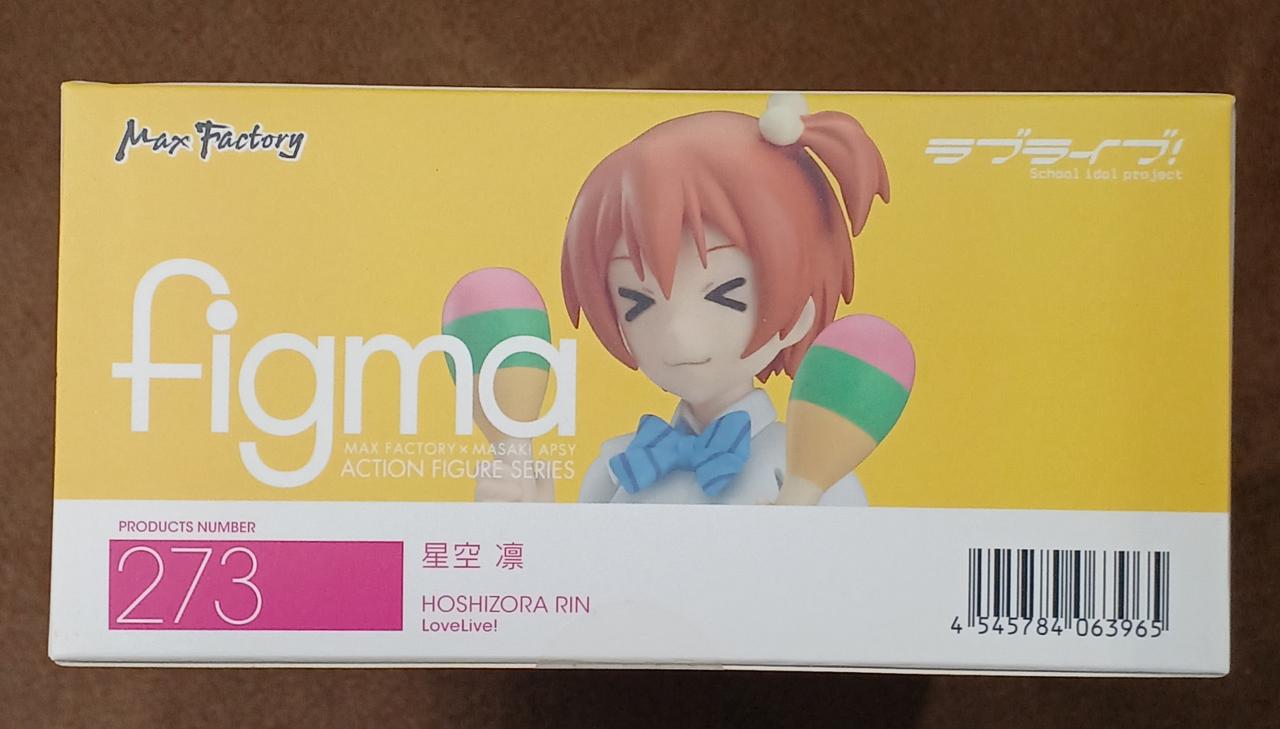 Max Factory
ラブライブ!
School idol project
figma
MAX FACTORY×MASAKI APSY
ACTION FIGURE SERIES
PRODUCTS NUMBER
273
星空 凛
HOSHIZORA RIN
LoveLive!
4 545784 063965